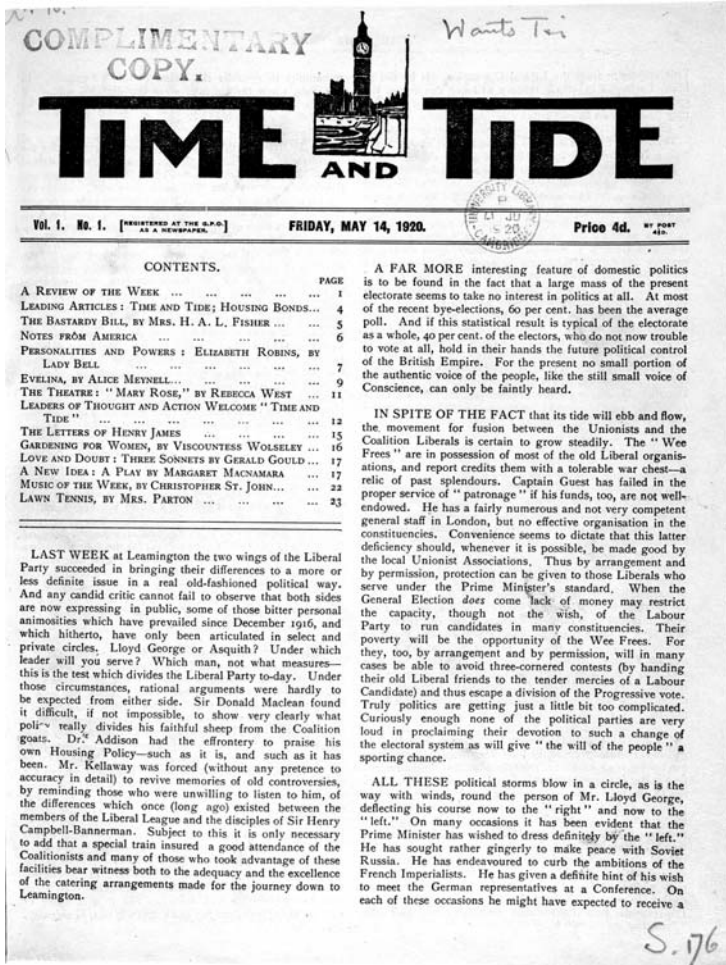 COMPLIMENTARY
COPY.
Wants
TIME AND TIDE
Vol. 1. No. 1. [REGISTERED AT THE G.P.O. AS A NEWSPAPER.] FRIDAY, MAY 14, 1920. Price 4d. BY POST 4½d.
UNIVERSITY LIBRARY
CAMBRIDGE
CONTENTS.
PAGE
A REVIEW OF THE WEEK ... ... ... ... ... 1
LEADING ARTICLES : TIME AND TIDE; HOUSING BONDS... 4
THE BASTARDY BILL, BY MRS. H. A. L. FISHER ... ... 5
NOTES FROM AMERICA ... ... ... ... ... 6
PERSONALITIES AND POWERS : ELIZABETH ROBINS, BY
LADY BELL ... ... ... ... ... ... 7
EVELINA, BY ALICE MEYNELL... ... ... ... ... 9
THE THEATRE: "MARY ROSE," BY REBECCA WEST ... 11
LEADERS OF THOUGHT AND ACTION WELCOME "TIME AND
TIDE" ... ... ... ... ... ... ... 12
THE LETTERS OF HENRY JAMES ... ... ... ... 15
GARDENING FOR WOMEN, BY VISCOUNTESS WOLSELEY ... 16
LOVE AND DOUBT : THREE SONNETS BY GERALD GOULD ... 17
A NEW IDEA : A PLAY BY MARGARET MACNAMARA ... 17
MUSIC OF THE WEEK, BY CHRISTOPHER ST. JOHN... ... 22
LAWN TENNIS, BY MRS. PARTON ... ... ... ... 23
LAST WEEK at Leamington the two wings of the Liberal
Party succeeded in bringing their differences to a more or
less definite issue in a real old-fashioned political way.
And any candid critic cannot fail to observe that both sides
are now expressing in public, some of those bitter personal
animosities which have prevailed since December 1916, and
which hitherto, have only been articulated in select and
private circles. Lloyd George or Asquith? Under which
leader will you serve? Which man, not what measures—
this is the test which divides the Liberal Party to-day. Under
those circumstances, rational arguments were hardly to
be expected from either side. Sir Donald Maclean found
it difficult, if not impossible, to show very clearly what
policy really divides his faithful sheep from the Coalition
goats. Dr. Addison had the effrontery to praise his
own Housing Policy—such as it is, and such as it has
been. Mr. Kellaway was forced (without any pretence to
accuracy in detail) to revive memories of old controversies,
by reminding those who were unwilling to listen to him, of
the differences which once (long ago) existed between the
members of the Liberal League and the disciples of Sir Henry
Campbell-Bannerman. Subject to this it is only necessary
to add that a special train insured a good attendance of the
Coalitionists and many of those who took advantage of these
facilities bear witness both to the adequacy and the excellence
of the catering arrangements made for the journey down to
Leamington.
A FAR MORE interesting feature of domestic politics
is to be found in the fact that a large mass of the present
electorate seems to take no interest in politics at all. At most
of the recent bye-elections, 60 per cent. has been the average
poll. And if this statistical result is typical of the electorate
as a whole, 40 per cent. of the electors, who do not now trouble
to vote at all, hold in their hands the future political control
of the British Empire. For the present no small portion of
the authentic voice of the people, like the still small voice of
Conscience, can only be faintly heard.
IN SPITE OF THE FACT that its tide will ebb and flow,
the movement for fusion between the Unionists and the
Coalition Liberals is certain to grow steadily. The "Wee
Frees" are in possession of most of the old Liberal organis-
ations, and report credits them with a tolerable war chest—a
relic of past splendours. Captain Guest has failed in the
proper service of "patronage" if his funds, too, are not well-
endowed. He has a fairly numerous and not very competent
general staff in London, but no effective organisation in the
constituencies. Convenience seems to dictate that this latter
deficiency should, whenever it is possible, be made good by
the local Unionist Associations. Thus by arrangement and
by permission, protection can be given to those Liberals who
serve under the Prime Minister's standard. When the
General Election does come lack of money may restrict
the capacity, though not the wish, of the Labour
Party to run candidates in many constituencies. Their
poverty will be the opportunity of the Wee Frees. For
they, too, by arrangement and by permission, will in many
cases be able to avoid three-cornered contests (by handing
their old Liberal friends to the tender mercies of a Labour
Candidate) and thus escape a division of the Progressive vote.
Truly politics are getting just a little bit too complicated.
Curiously enough none of the political parties are very
loud in proclaiming their devotion to such a change of
the electoral system as will give "the will of the people" a
sporting chance.
ALL THESE political storms blow in a circle, as is the
way with winds, round the person of Mr. Lloyd George,
deflecting his course now to the "right" and now to the
"left." On many occasions it has been evident that the
Prime Minister has wished to dress definitely by the "left."
He has sought rather gingerly to make peace with Soviet
Russia. He has endeavoured to curb the ambitions of the
French Imperialists. He has given a definite hint of his wish
to meet the German representatives at a Conference. On
each of these occasions he might have expected to receive a
S. 176